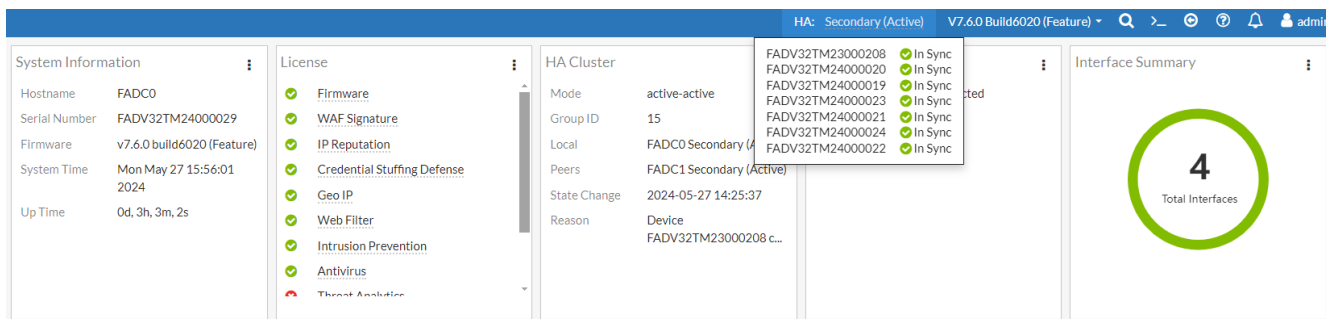 HA: Secondary (Active) V7.6.0 Build6020 (Feature) admin
System Information
Hostname FADC0
Serial Number FADV32TM24000029
Firmware v7.6.0 build6020 (Feature)
System Time Mon May 27 15:56:01
2024
Up Time 0d, 3h, 3m, 2s
License
Firmware
WAF Signature
IP Reputation
Credential Stuffing Defense
Geo IP
Web Filter
Intrusion Prevention
Antivirus
Threat Analytics
HA Cluster
Mode active-active
Group ID 15
Local FADC0 Secondary (A
Peers FADC1 Secondary (Active)
State Change 2024-05-27 14:25:37
Reason Device
FADV32TM23000208 c...
FADV32TM23000208 In Sync
FADV32TM24000020 In Sync
FADV32TM24000019 In Sync
FADV32TM24000023 In Sync
FADV32TM24000021 In Sync
FADV32TM24000024 In Sync
FADV32TM24000022 In Sync
cted
Interface Summary
4
Total Interfaces